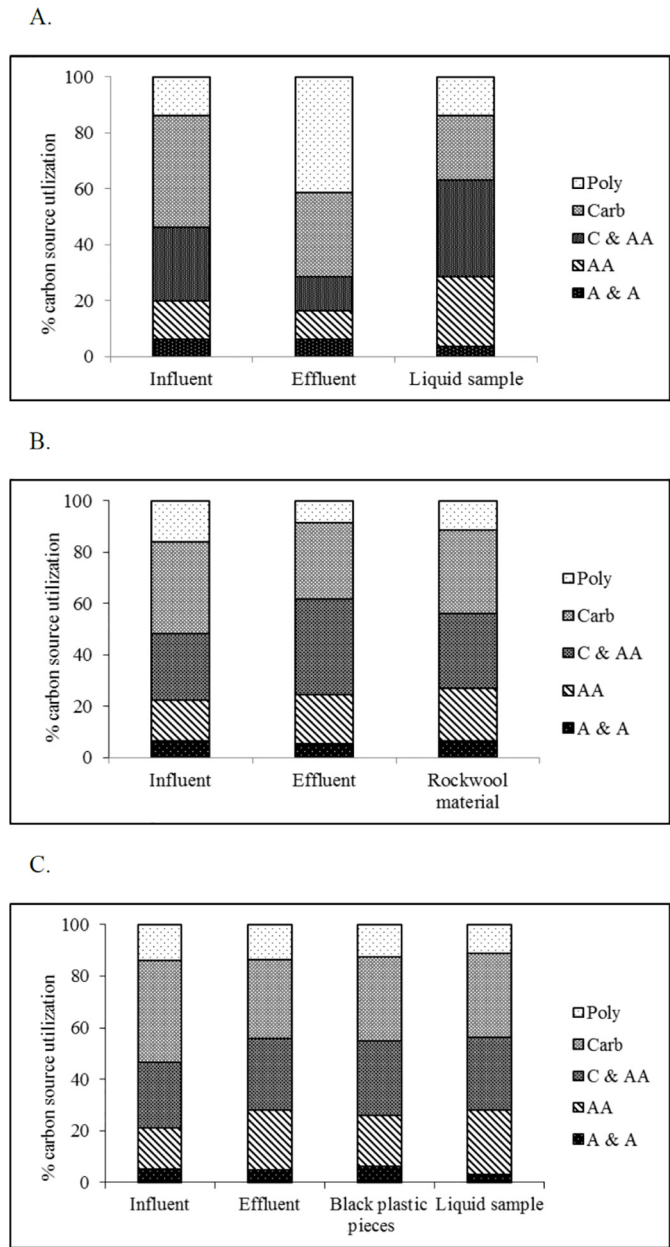 A.
100
80
60
40
20
0
% carbon source utilization
Influent
Effluent
Liquid sample
Poly
Carb
C & AA
AA
A & A
B.
100
80
60
40
20
0
% carbon source utilization
Influent
Effluent
Rockwool
material
Poly
Carb
C & AA
AA
A & A
C.
100
80
60
40
20
0
% carbon source utilization
Influent
Effluent
Black plastic
pieces
Liquid sample
Poly
Carb
C & AA
AA
A & A